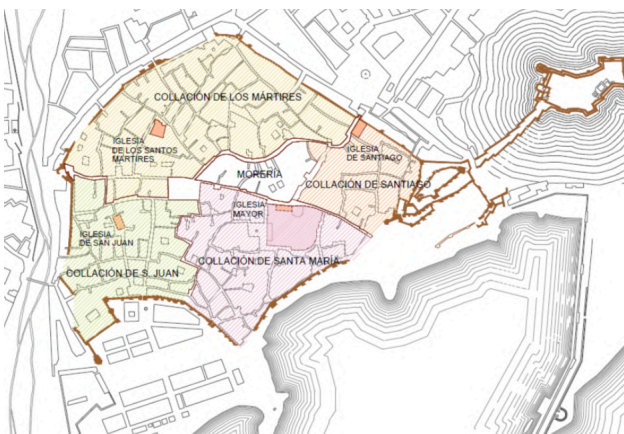 COLLACIÓN DE LOS MÁRTIRES
IGLESIA
DE LOS SANTOS
MÁRTIRES
IGLESIA
DE SANTIAGO
MORERÍA
COLLACIÓN DE SANTIAGO
IGLESIA
MAYOR
IGLESIA
DE SAN JUAN
COLLACIÓN DE SANTA MARÍA
COLLACIÓN DE S. JUAN